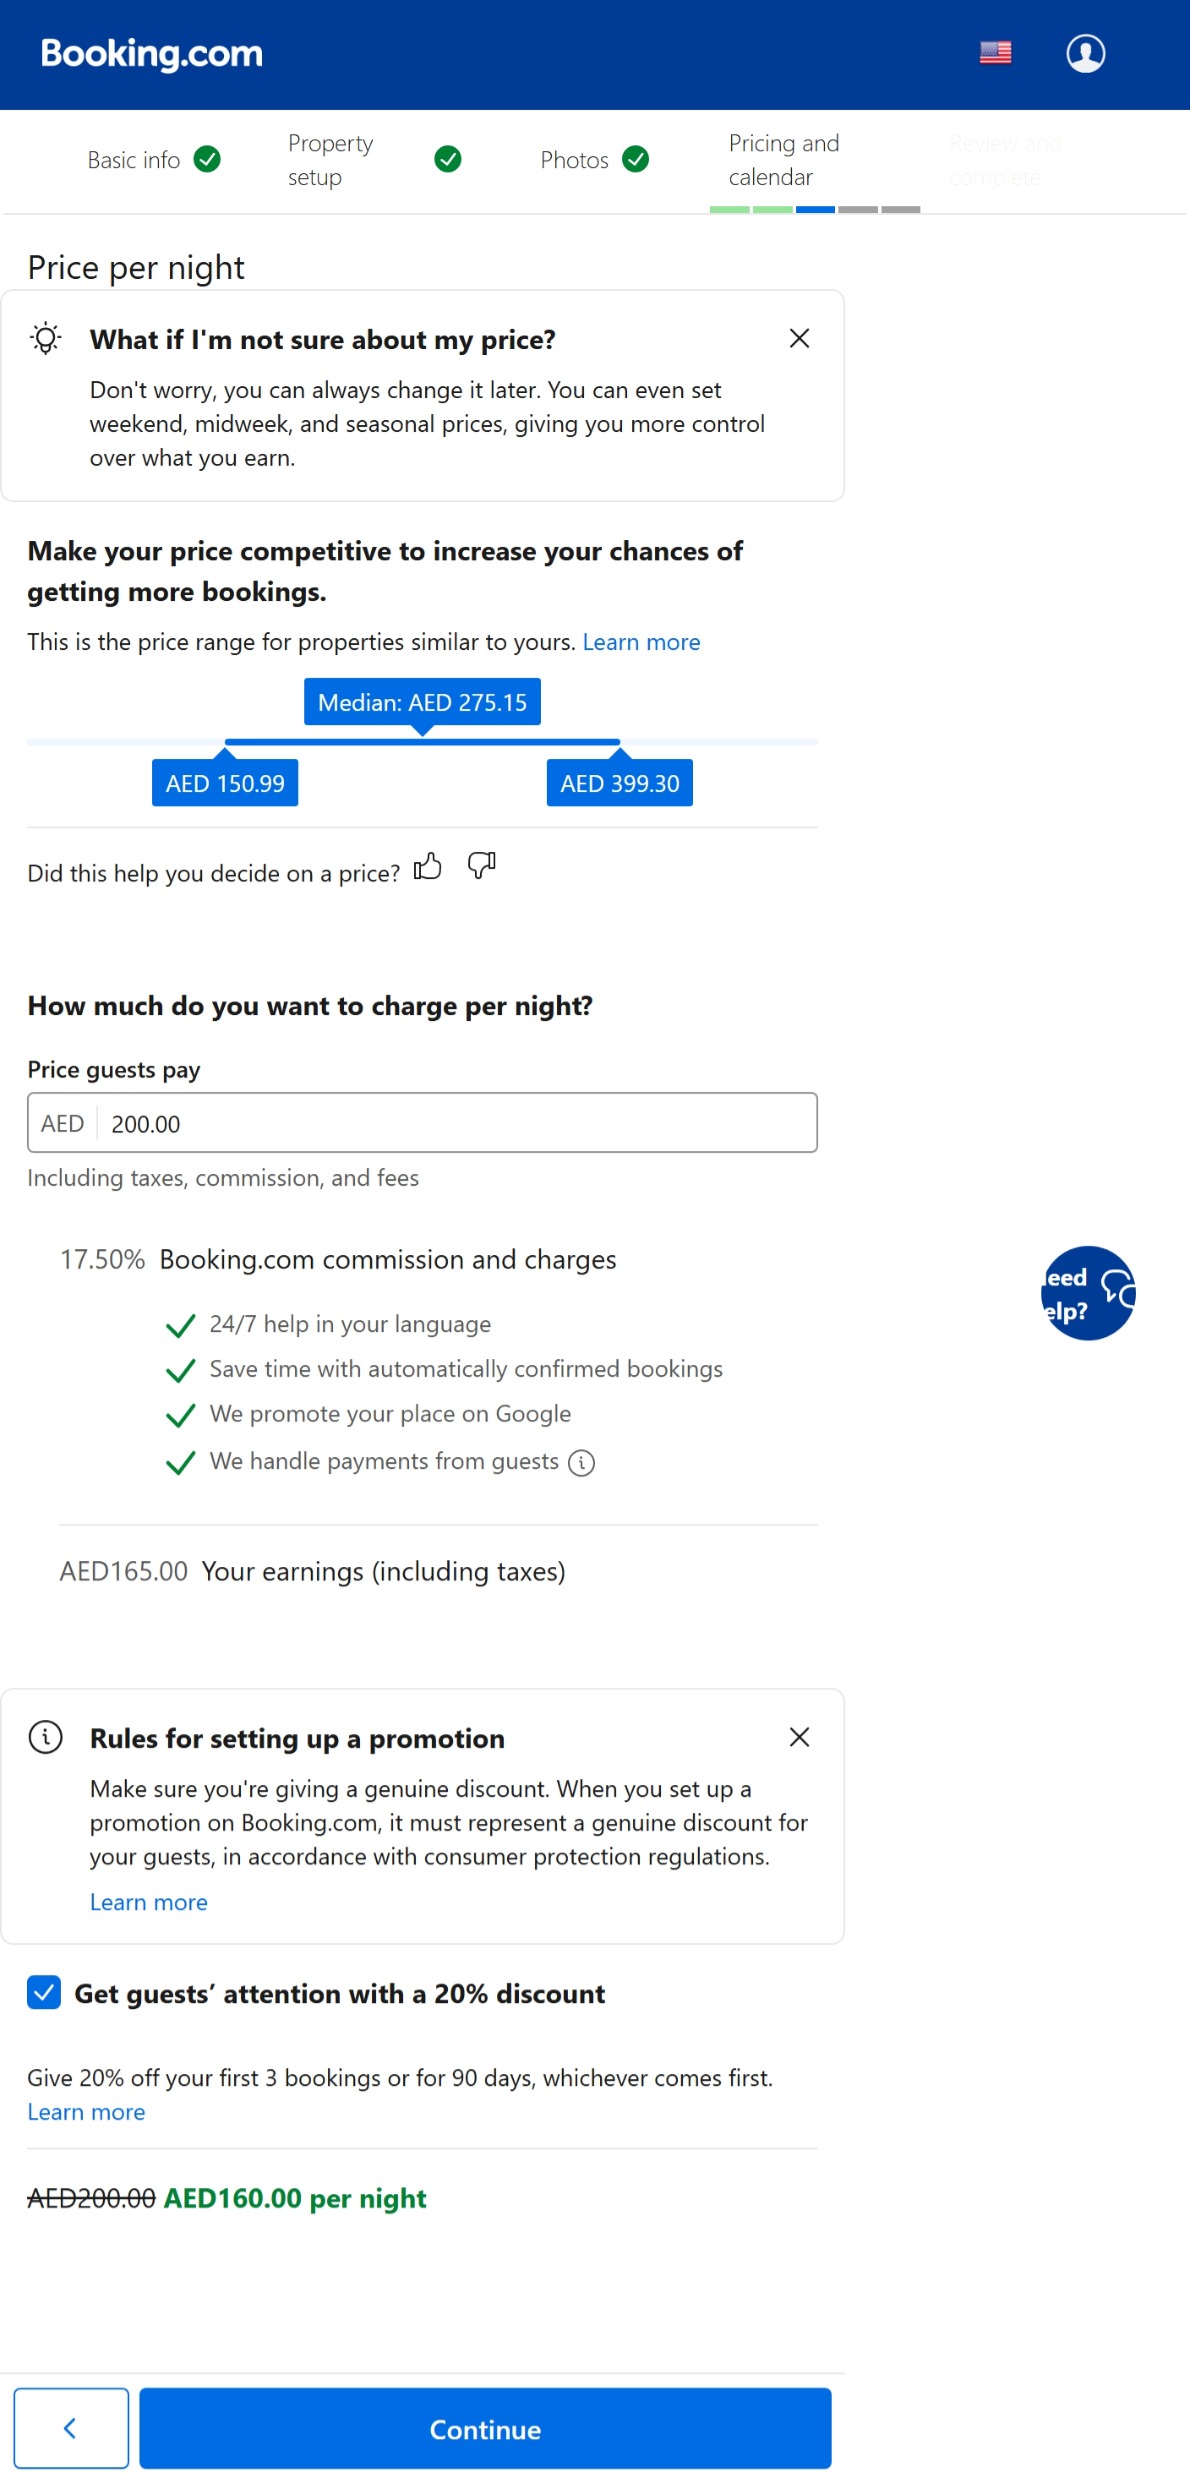 Booking.com
Basic info
Property
setup
Photos
Pricing and
calendar
Review and
complete
Price per night
What if I'm not sure about my price?
Don't worry, you can always change it later. You can even set
weekend, midweek, and seasonal prices, giving you more control
over what you earn.
Make your price competitive to increase your chances of
getting more bookings.
This is the price range for properties similar to yours. Learn more
Median: AED 275.15
AED 150.99
AED 399.30
Did this help you decide on a price?
How much do you want to charge per night?
Price guests pay
AED 200.00
Including taxes, commission, and fees
17.50% Booking.com commission and charges
24/7 help in your language
Save time with automatically confirmed bookings
We promote your place on Google
We handle payments from guests
eed
elp?
AED165.00 Your earnings (including taxes)
Rules for setting up a promotion
Make sure you're giving a genuine discount. When you set up a
promotion on Booking.com, it must represent a genuine discount for
your guests, in accordance with consumer protection regulations.
Learn more
Get guests’ attention with a 20% discount
Give 20% off your first 3 bookings or for 90 days, whichever comes first.
Learn more
AED200.00 AED160.00 per night
Continue